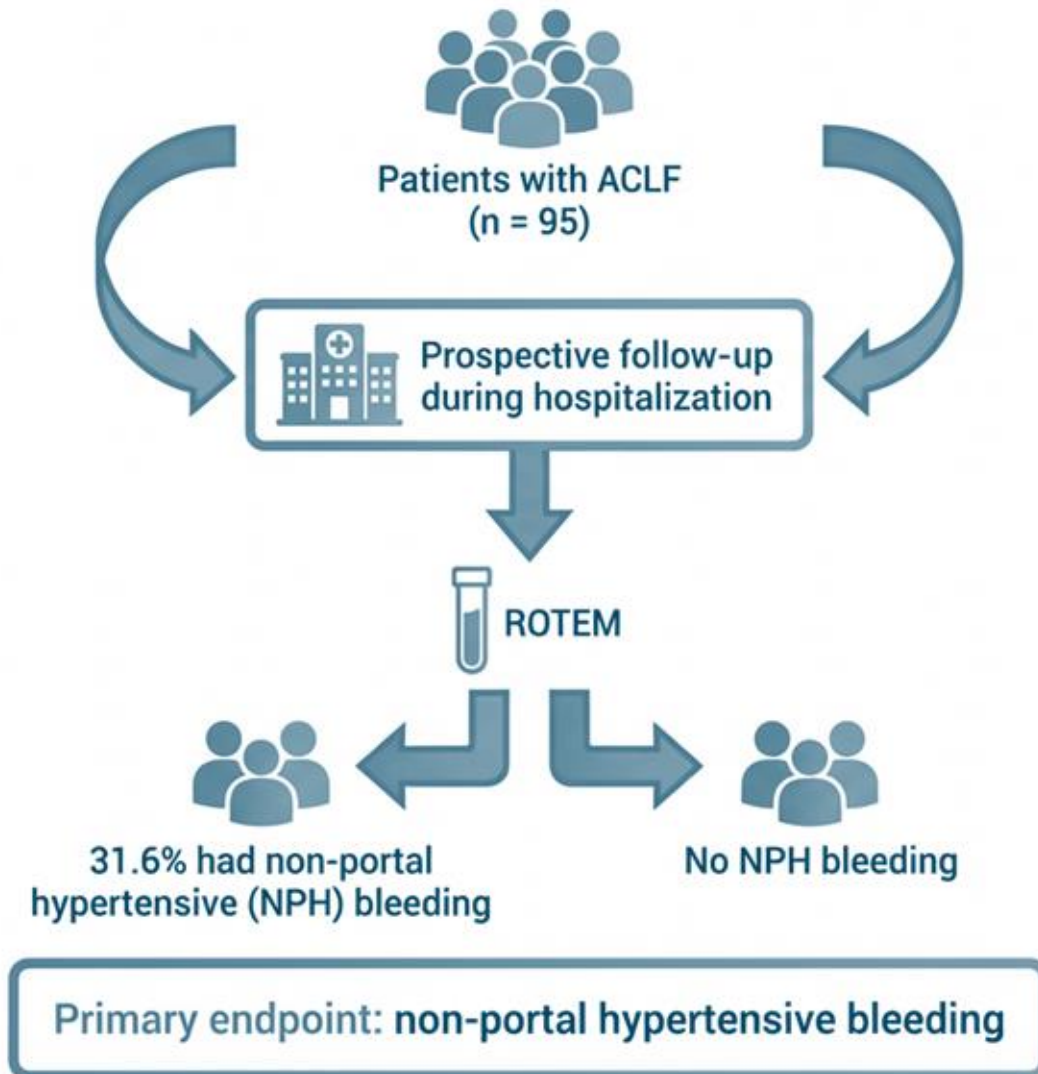 Patients with ACLF
(n = 95)
Prospective follow-up
during hospitalization
ROTEM
31.6% had non-portal
hypertensive (NPH) bleeding
No NPH bleeding
Primary endpoint: non-portal hypertensive bleeding